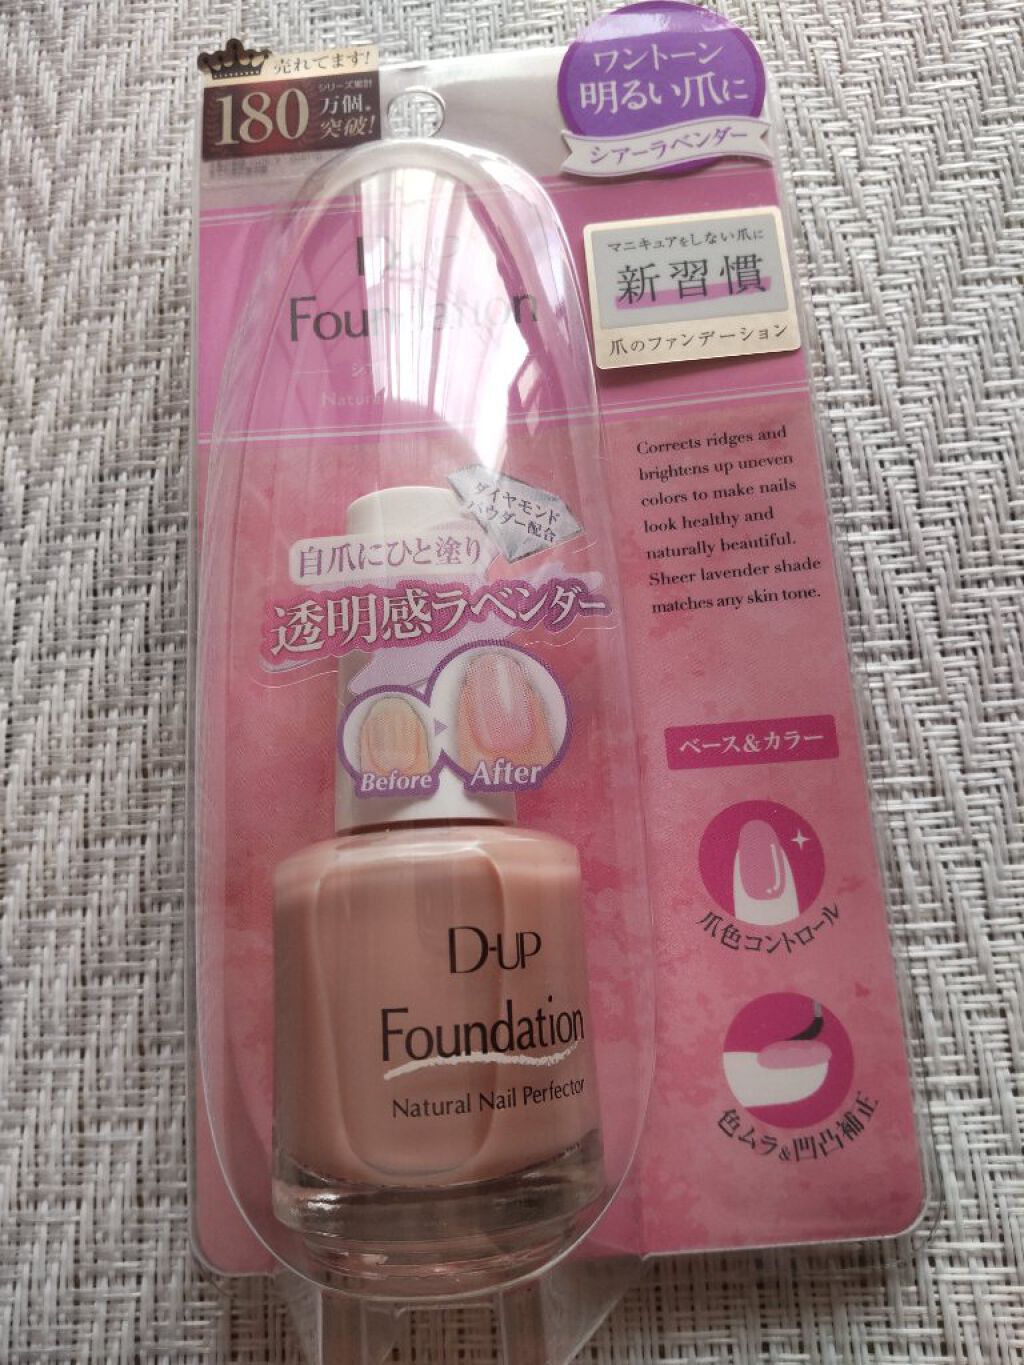 売れてます!
シリーズ累計
180万個。
突破!
ワントーン
明るい爪に
シアーラベンダー
D-UP
Foundation
マニキュアをしない爪に
新習慣
爪のファンデーション
Corrects ridges and
brightens up uneven
colors to make nails
look healthy and
naturally beautiful.
Sheer lavender shade
matches any skin tone.
ダイヤモンド
パウダー配合
自爪にひと塗り
透明感ラベンダー
Before
After
ベース&カラー
爪色コントロール
色ムラ&凹凸補正
D-UP
Foundation
Natural Nail Perfector